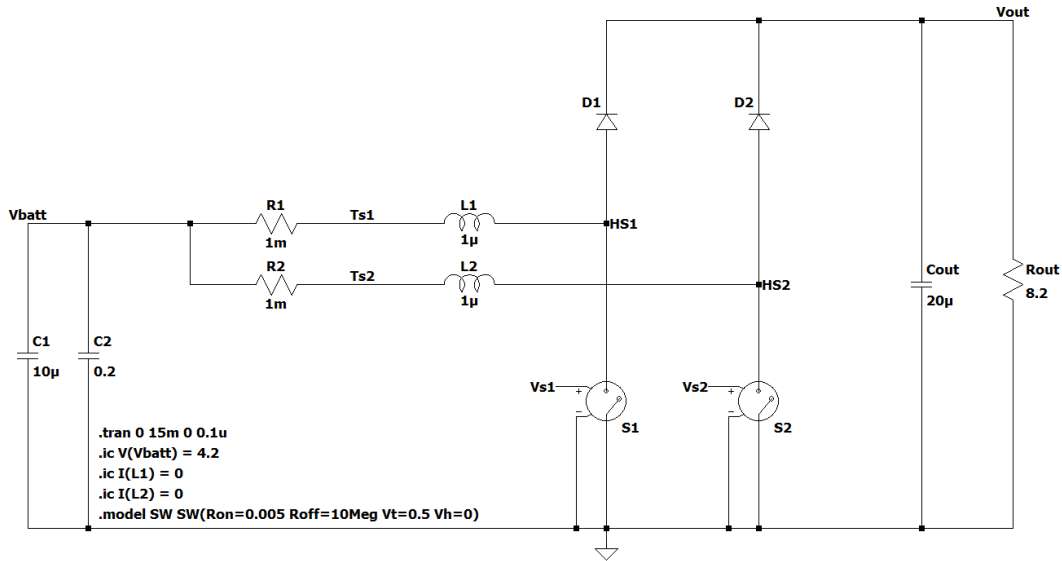 Vout
D1
D2
Vbatt
R1
Ts1
L1
HS1
1m
1µ
R2
Ts2
L2
HS2
1m
1µ
Cout
20µ
Rout
8.2
C1
10µ
C2
0.2
Vs1
+
-
S1
Vs2
+
-
S2
.tran 0 15m 0 0.1u
.ic V(Vbatt) = 4.2
.ic I(L1) = 0
.ic I(L2) = 0
.model SW SW(Ron=0.005 Roff=10Meg Vt=0.5 Vh=0)